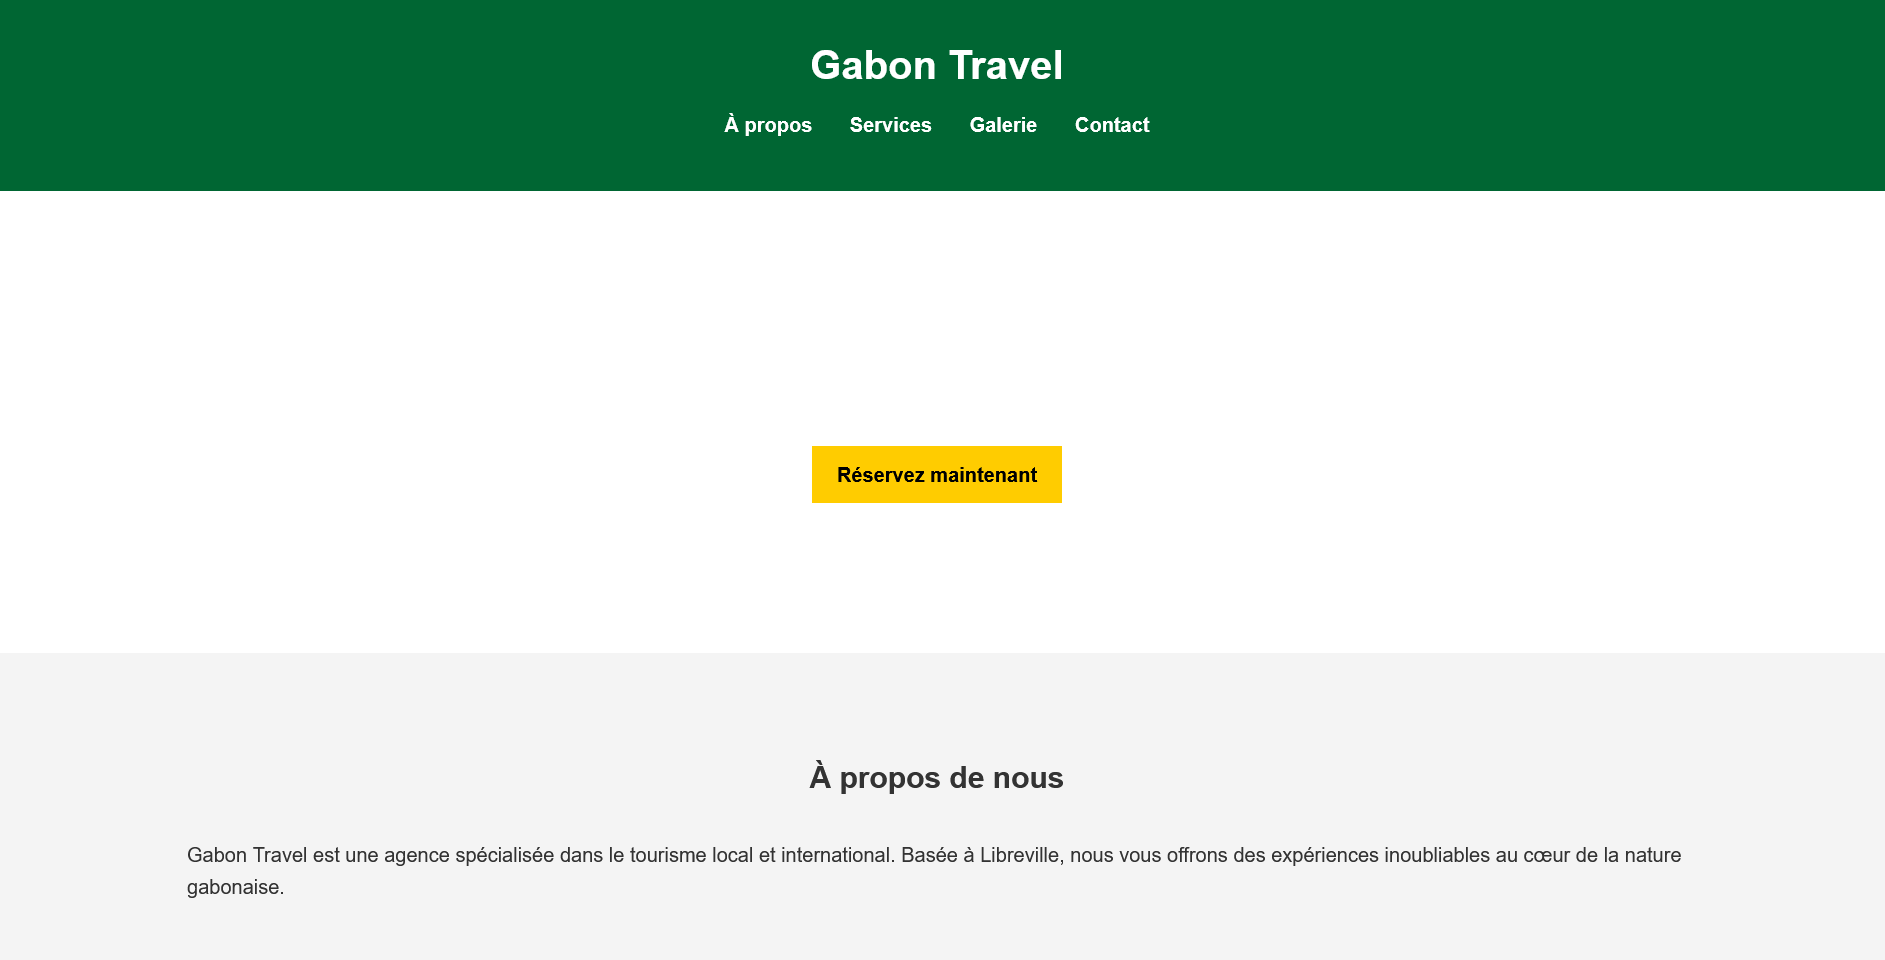 Gabon Travel
À propos Services Galerie Contact
Réservez maintenant
À propos de nous
Gabon Travel est une agence spécialisée dans le tourisme local et international. Basée à Libreville, nous vous offrons des expériences inoubliables au cœur de la nature
gabonaise.